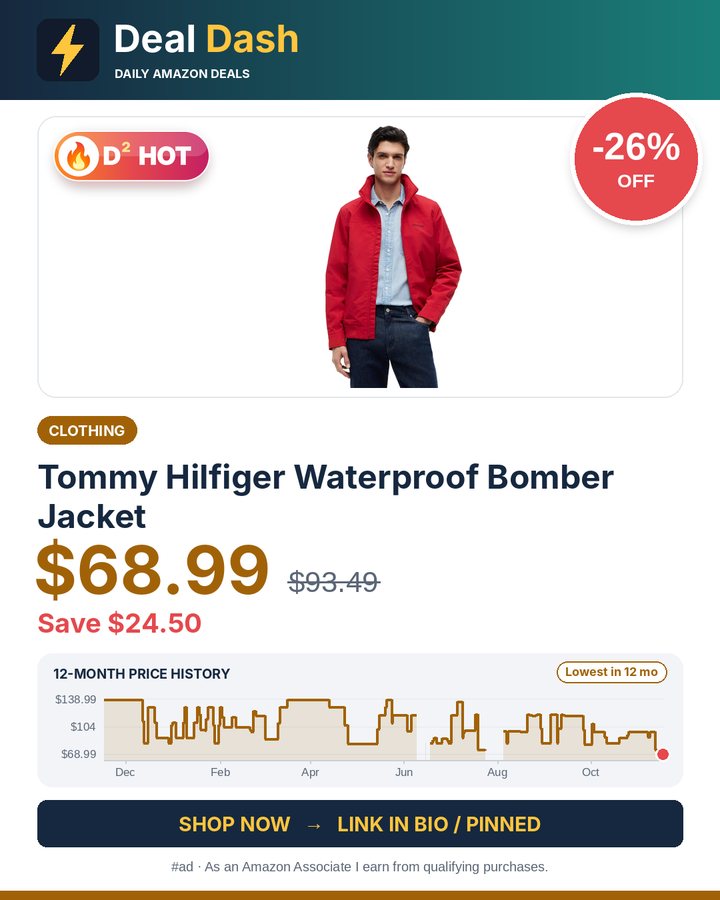 Deal Dash
DAILY AMAZON DEALS
D² HOT
-26%
OFF
CLOTHING
Tommy Hilfiger Waterproof Bomber
Jacket
$68.99 $93.49
Save $24.50
12-MONTH PRICE HISTORY
Lowest in 12 mo
$138.99
$104
$68.99
Dec Feb Apr Jun Aug Oct
SHOP NOW → LINK IN BIO / PINNED
#ad · As an Amazon Associate I earn from qualifying purchases.